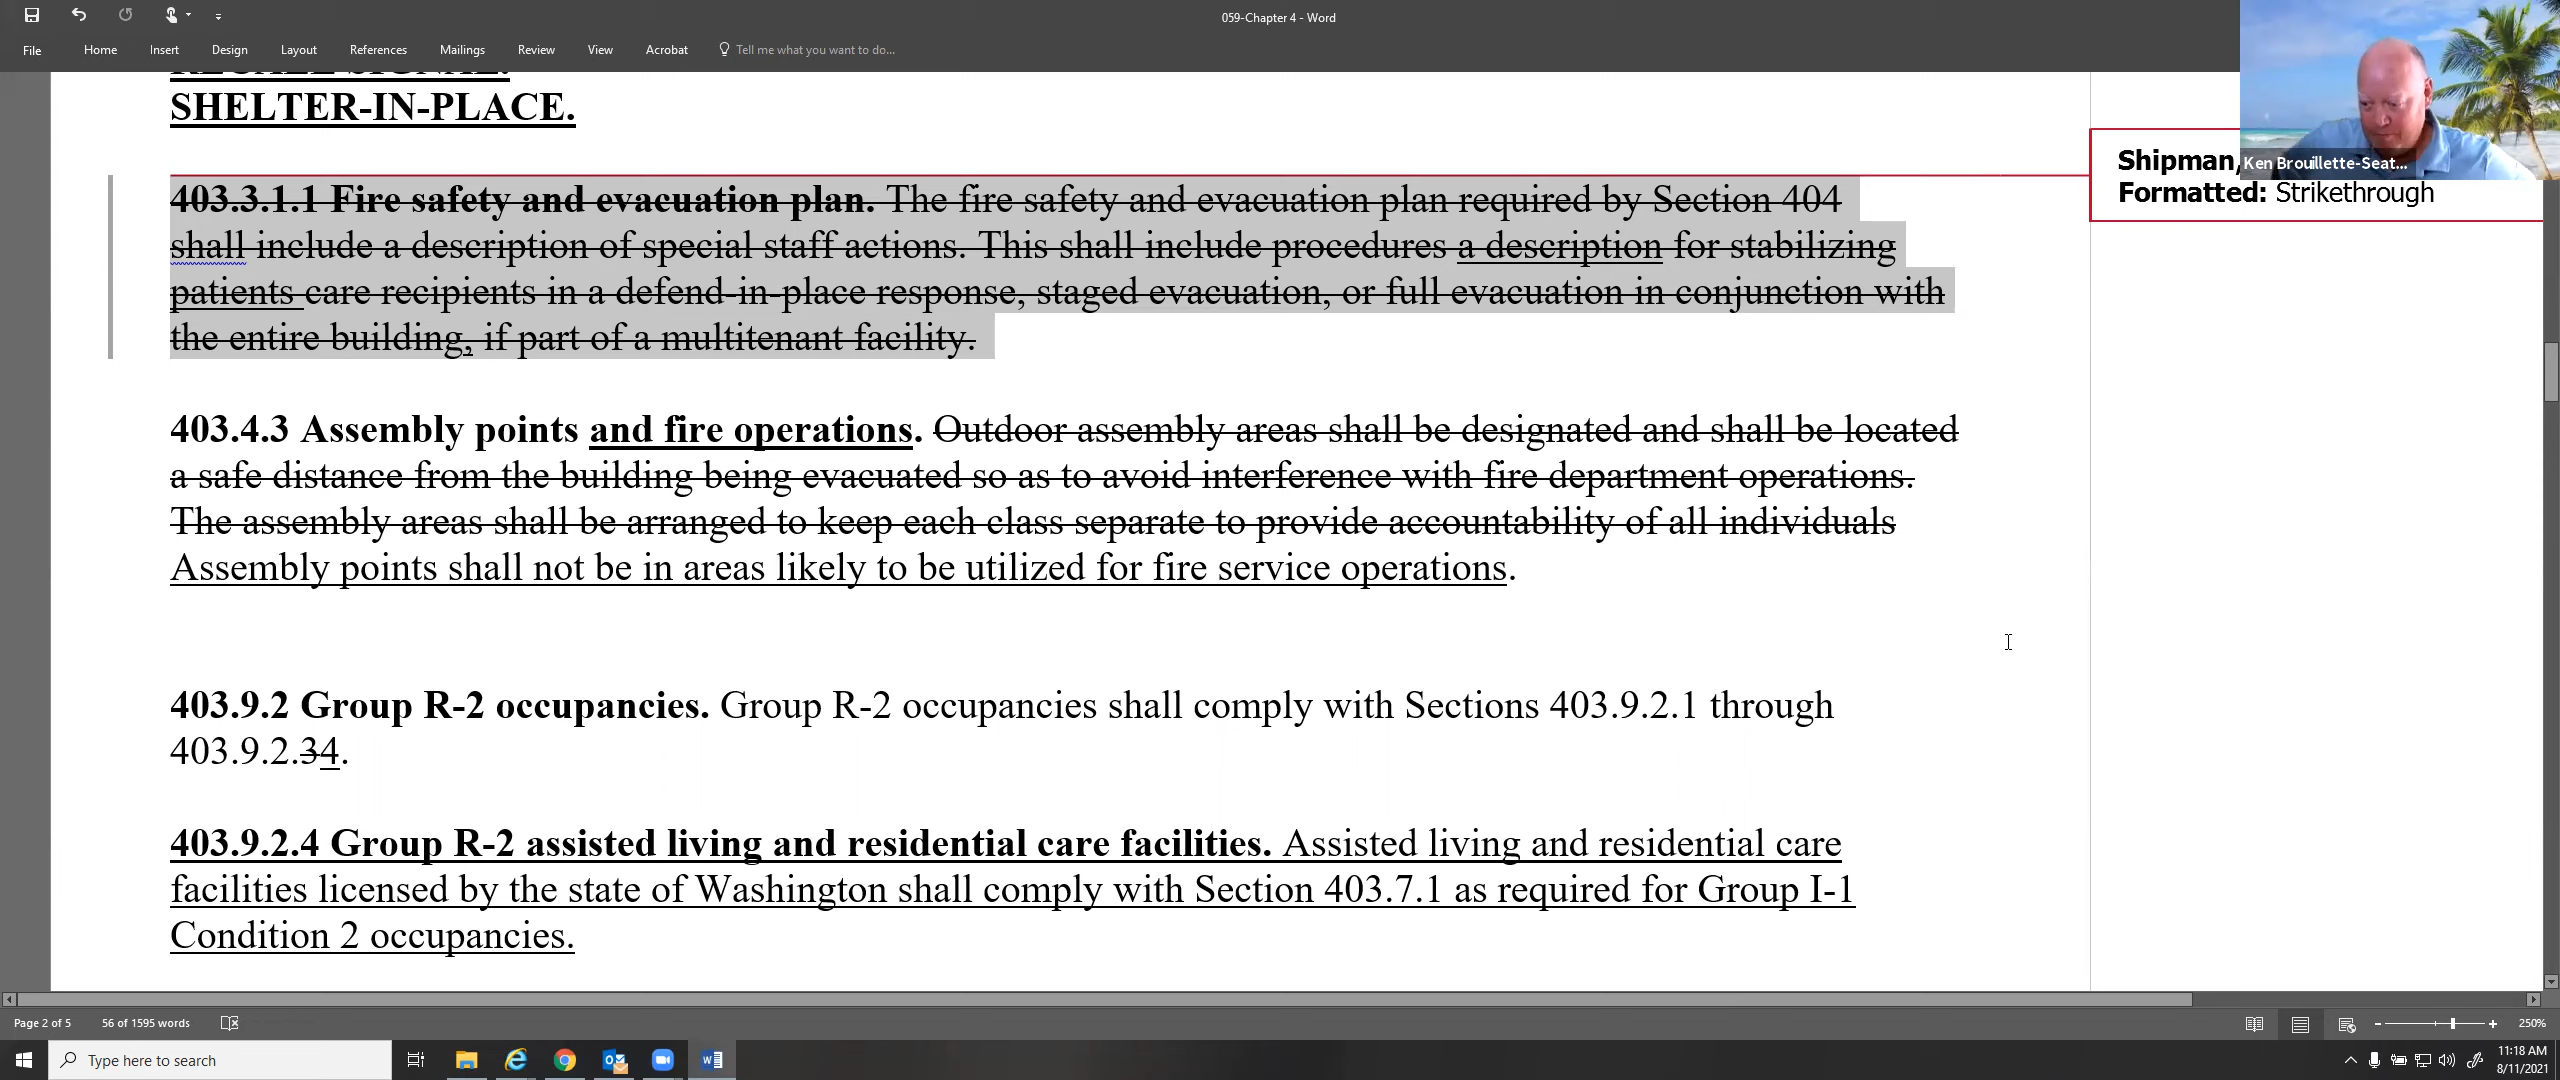 059-Chapter 4 - Word
File Home Insert Design Layout References Mailings Review View Acrobat Tell me what you want to do...
RECALL SIGNAL.
SHELTER-IN-PLACE.
403.3.1.1 Fire safety and evacuation plan. The fire safety and evacuation plan required by Section 404
shall include a description of special staff actions. This shall include procedures a description for stabilizing
patients care recipients in a defend-in-place response, staged evacuation, or full evacuation in conjunction with
the entire building, if part of a multitenant facility.
Shipman,
Formatted: Strikethrough
Ken Brouillette-Seat...
403.4.3 Assembly points and fire operations. Outdoor assembly areas shall be designated and shall be located
a safe distance from the building being evacuated so as to avoid interference with fire department operations.
The assembly areas shall be arranged to keep each class separate to provide accountability of all individuals
Assembly points shall not be in areas likely to be utilized for fire service operations.
403.9.2 Group R-2 occupancies. Group R-2 occupancies shall comply with Sections 403.9.2.1 through
403.9.2.34.
403.9.2.4 Group R-2 assisted living and residential care facilities. Assisted living and residential care
facilities licensed by the state of Washington shall comply with Section 403.7.1 as required for Group I-1
Condition 2 occupancies.
Page 2 of 5 56 of 1595 words 250%
Type here to search
11:18 AM
8/11/2021